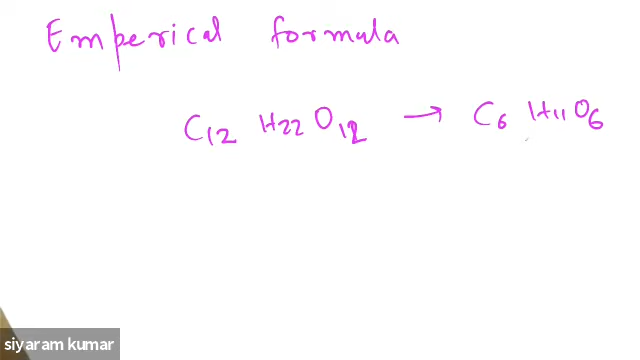 Emperical formula
C12 H22 O12 → C6 H11 O6
siyaram kumar